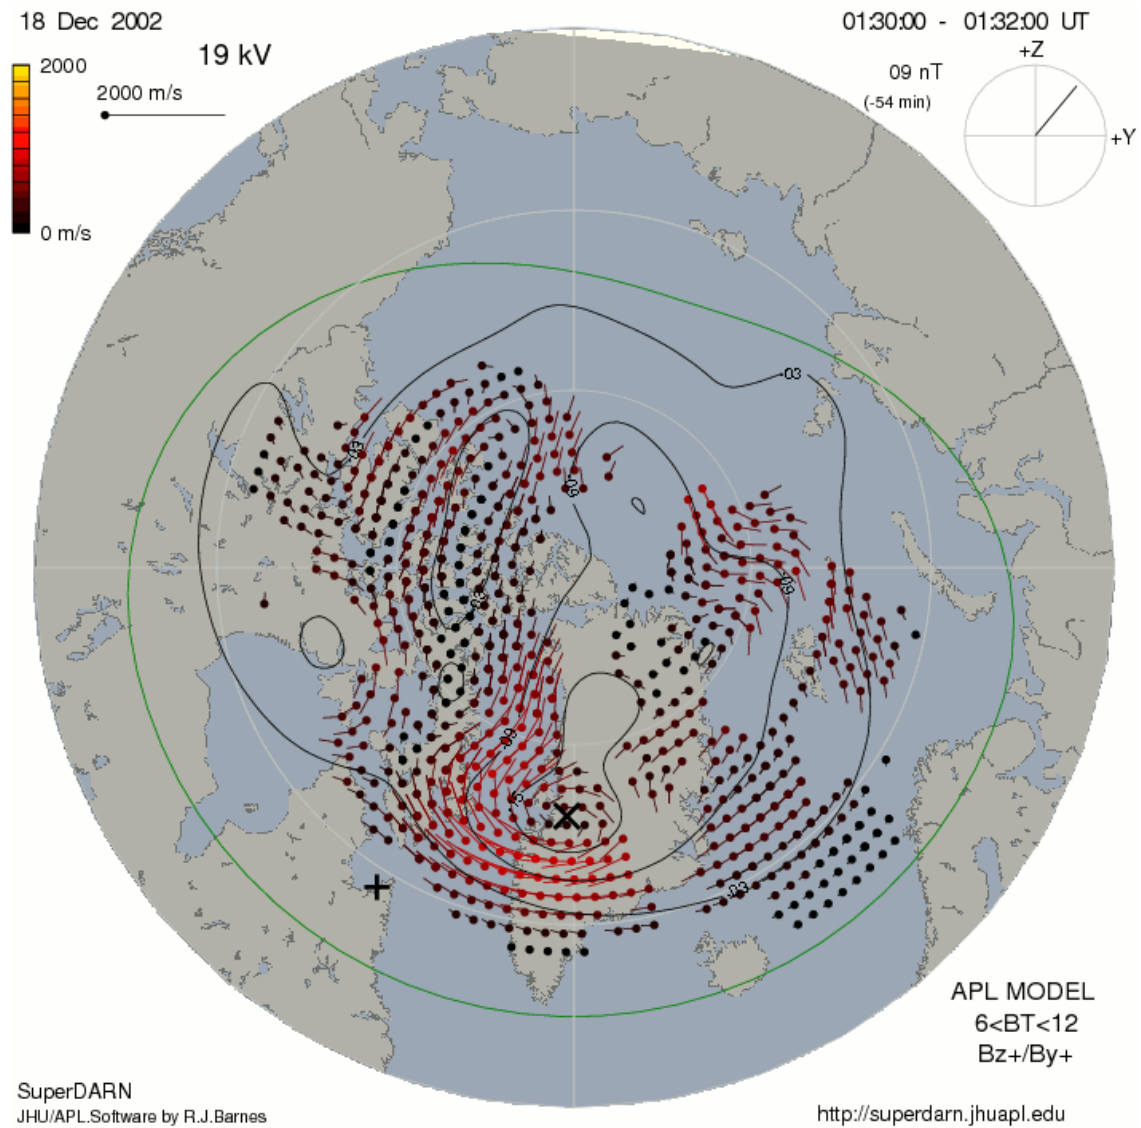 18 Dec 2002
01:30:00 - 01:32:00 UT
19 kV
+Z
2000
09 nT
2000 m/s
(-54 min)
+Y
0 m/s
-03
-03
-09
-09
-03
-09
-03
APL MODEL
6<BT<12
Bz+/By+
SuperDARN
JHU/APL.Software by R.J.Barnes
http://superdarn.jhuapl.edu